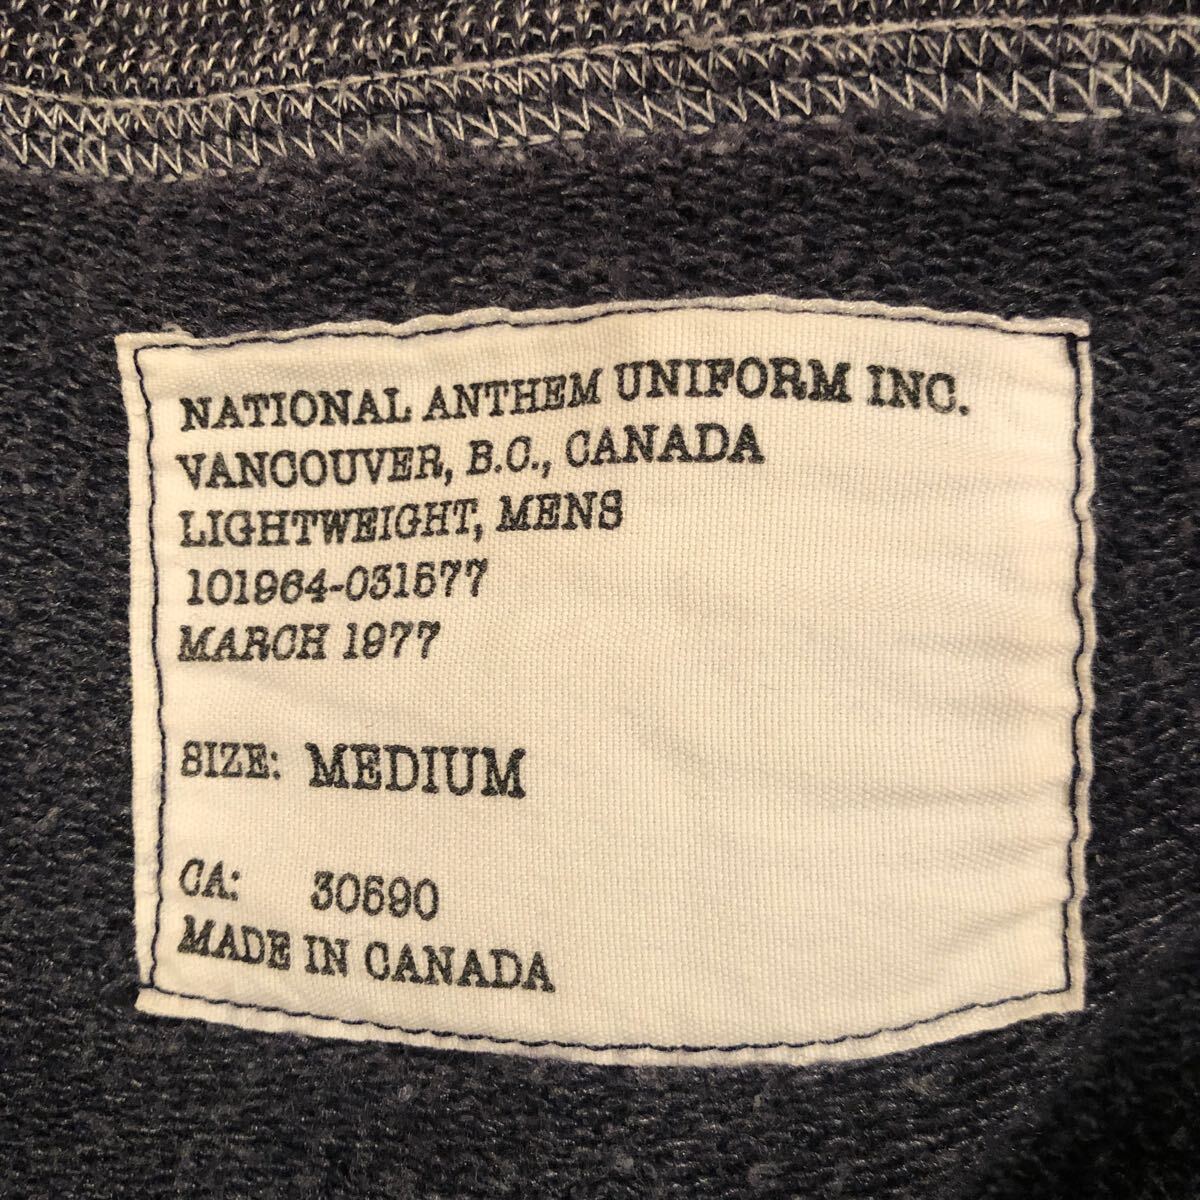 NATIONAL ANTHEM UNIFORM INC.
VANCOUVER, B.C., CANADA
LIGHTWEIGHT, MENS
101964-031577
MARCH 1977
SIZE: MEDIUM
CA: 30690
MADE IN CANADA